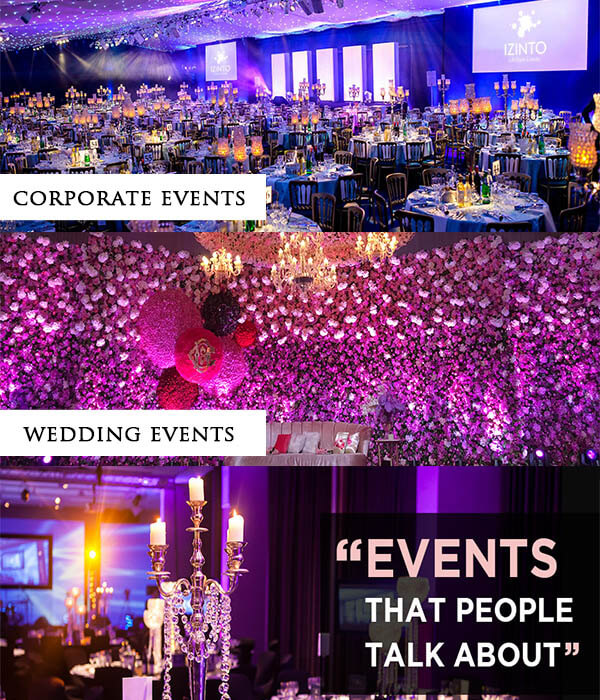 IZINTO
IZINTO
CORPORATE EVENTS
WEDDING EVENTS
“EVENTS
THAT PEOPLE
TALK ABOUT”